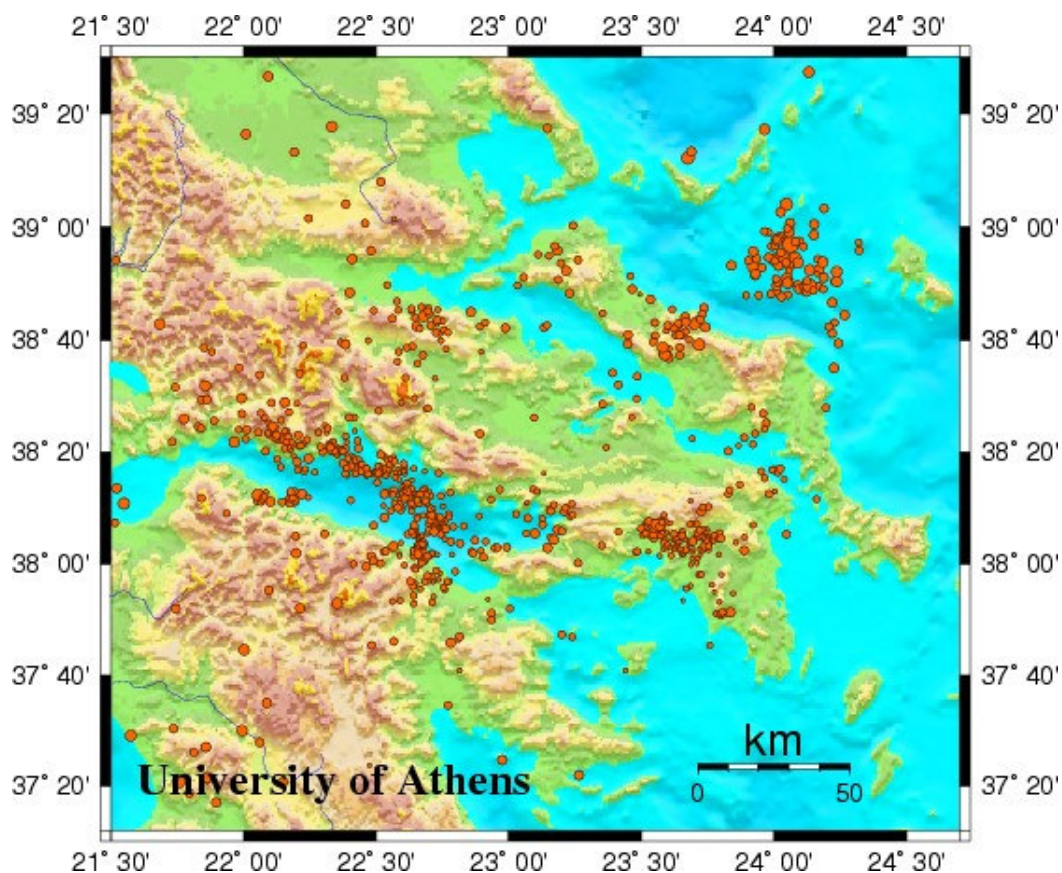 21˚ 30' 22˚ 00' 22˚ 30' 23˚ 00' 23˚ 30' 24˚ 00' 24˚ 30'
39˚ 20' 39˚ 20'
39˚ 00' 39˚ 00'
38˚ 40' 38˚ 40'
38˚ 20' 38˚ 20'
38˚ 00' 38˚ 00'
37˚ 40' 37˚ 40'
km
University of Athens
37˚ 20' 0 50 37˚ 20'
21˚ 30' 22˚ 00' 22˚ 30' 23˚ 00' 23˚ 30' 24˚ 00' 24˚ 30'